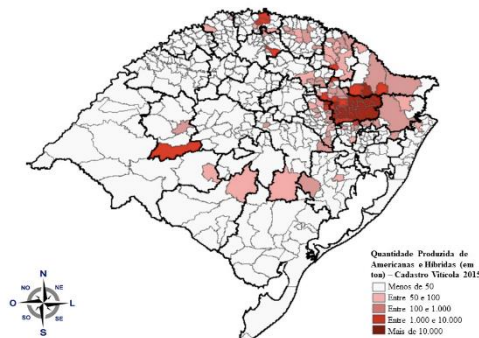 N
NO NE
O L
SO SE
S
Quantidade Produzida de
Americanas e Híbridas (em
ton) – Cadastro Vitícola 2015
Menos de 50
Entre 50 e 100
Entre 100 e 1.000
Entre 1.000 e 10.000
Mais de 10.000